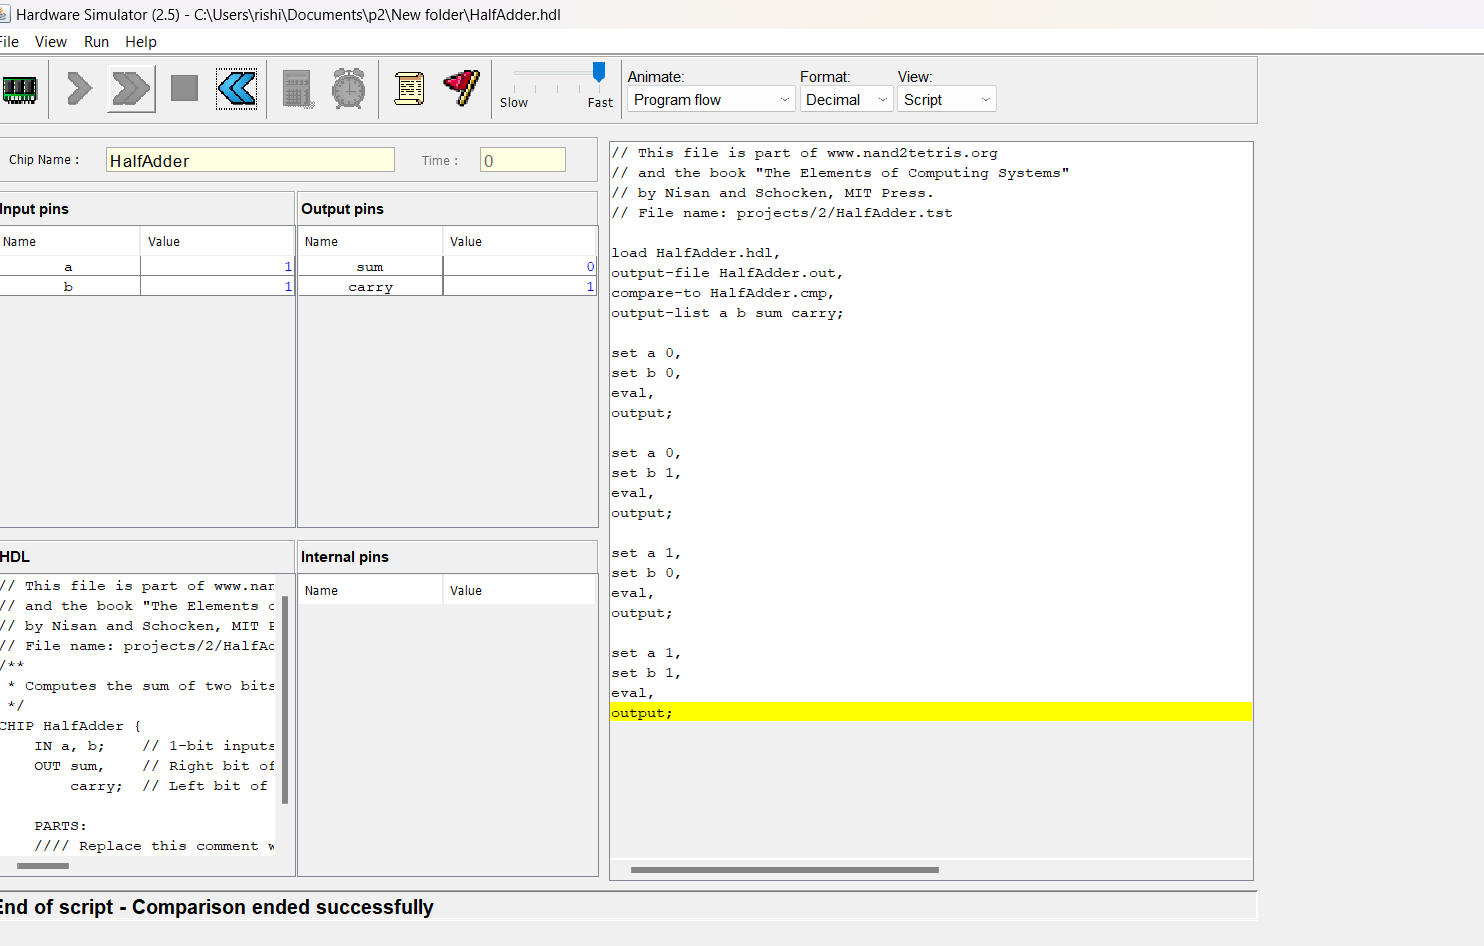 Hardware Simulator (2.5) - C:\Users\rishi\Documents\p2\New folder\HalfAdder.hdl
File View Run Help
Slow Fast
Animate: Format: View:
Program flow Decimal Script
Chip Name : HalfAdder Time : 0
Input pins
Name Value
a 1
b 1
Output pins
Name Value
sum 0
carry 1
HDL
// This file is part of www.nan
// and the book "The Elements o
// by Nisan and Schocken, MIT P
// File name: projects/2/HalfAd
/**
* Computes the sum of two bits
*/
CHIP HalfAdder {
IN a, b; // 1-bit inputs
OUT sum, // Right bit of
carry; // Left bit of
PARTS:
//// Replace this comment w
Internal pins
Name Value
// This file is part of www.nand2tetris.org
// and the book "The Elements of Computing Systems"
// by Nisan and Schocken, MIT Press.
// File name: projects/2/HalfAdder.tst
load HalfAdder.hdl,
output-file HalfAdder.out,
compare-to HalfAdder.cmp,
output-list a b sum carry;
set a 0,
set b 0,
eval,
output;
set a 0,
set b 1,
eval,
output;
set a 1,
set b 0,
eval,
output;
set a 1,
set b 1,
eval,
output;
End of script - Comparison ended successfully